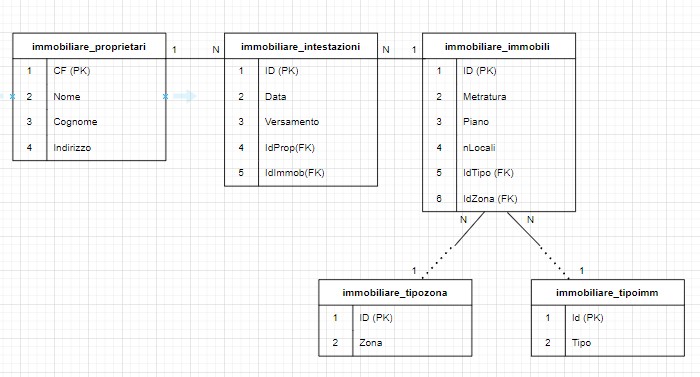 immobiliare_proprietari 1 N immobiliare_intestazioni N 1 immobiliare_immobili
1 CF (PK)
2 Nome
3 Cognome
4 Indirizzo
1 ID (PK)
2 Data
3 Versamento
4 IdProp(FK)
5 IdImmob(FK)
1 ID (PK)
2 Metratura
3 Piano
4 nLocali
5 IdTipo (FK)
6 IdZona (FK)
N N
1 1
immobiliare_tipozona
1 ID (PK)
2 Zona
immobiliare_tipoimm
1 Id (PK)
2 Tipo